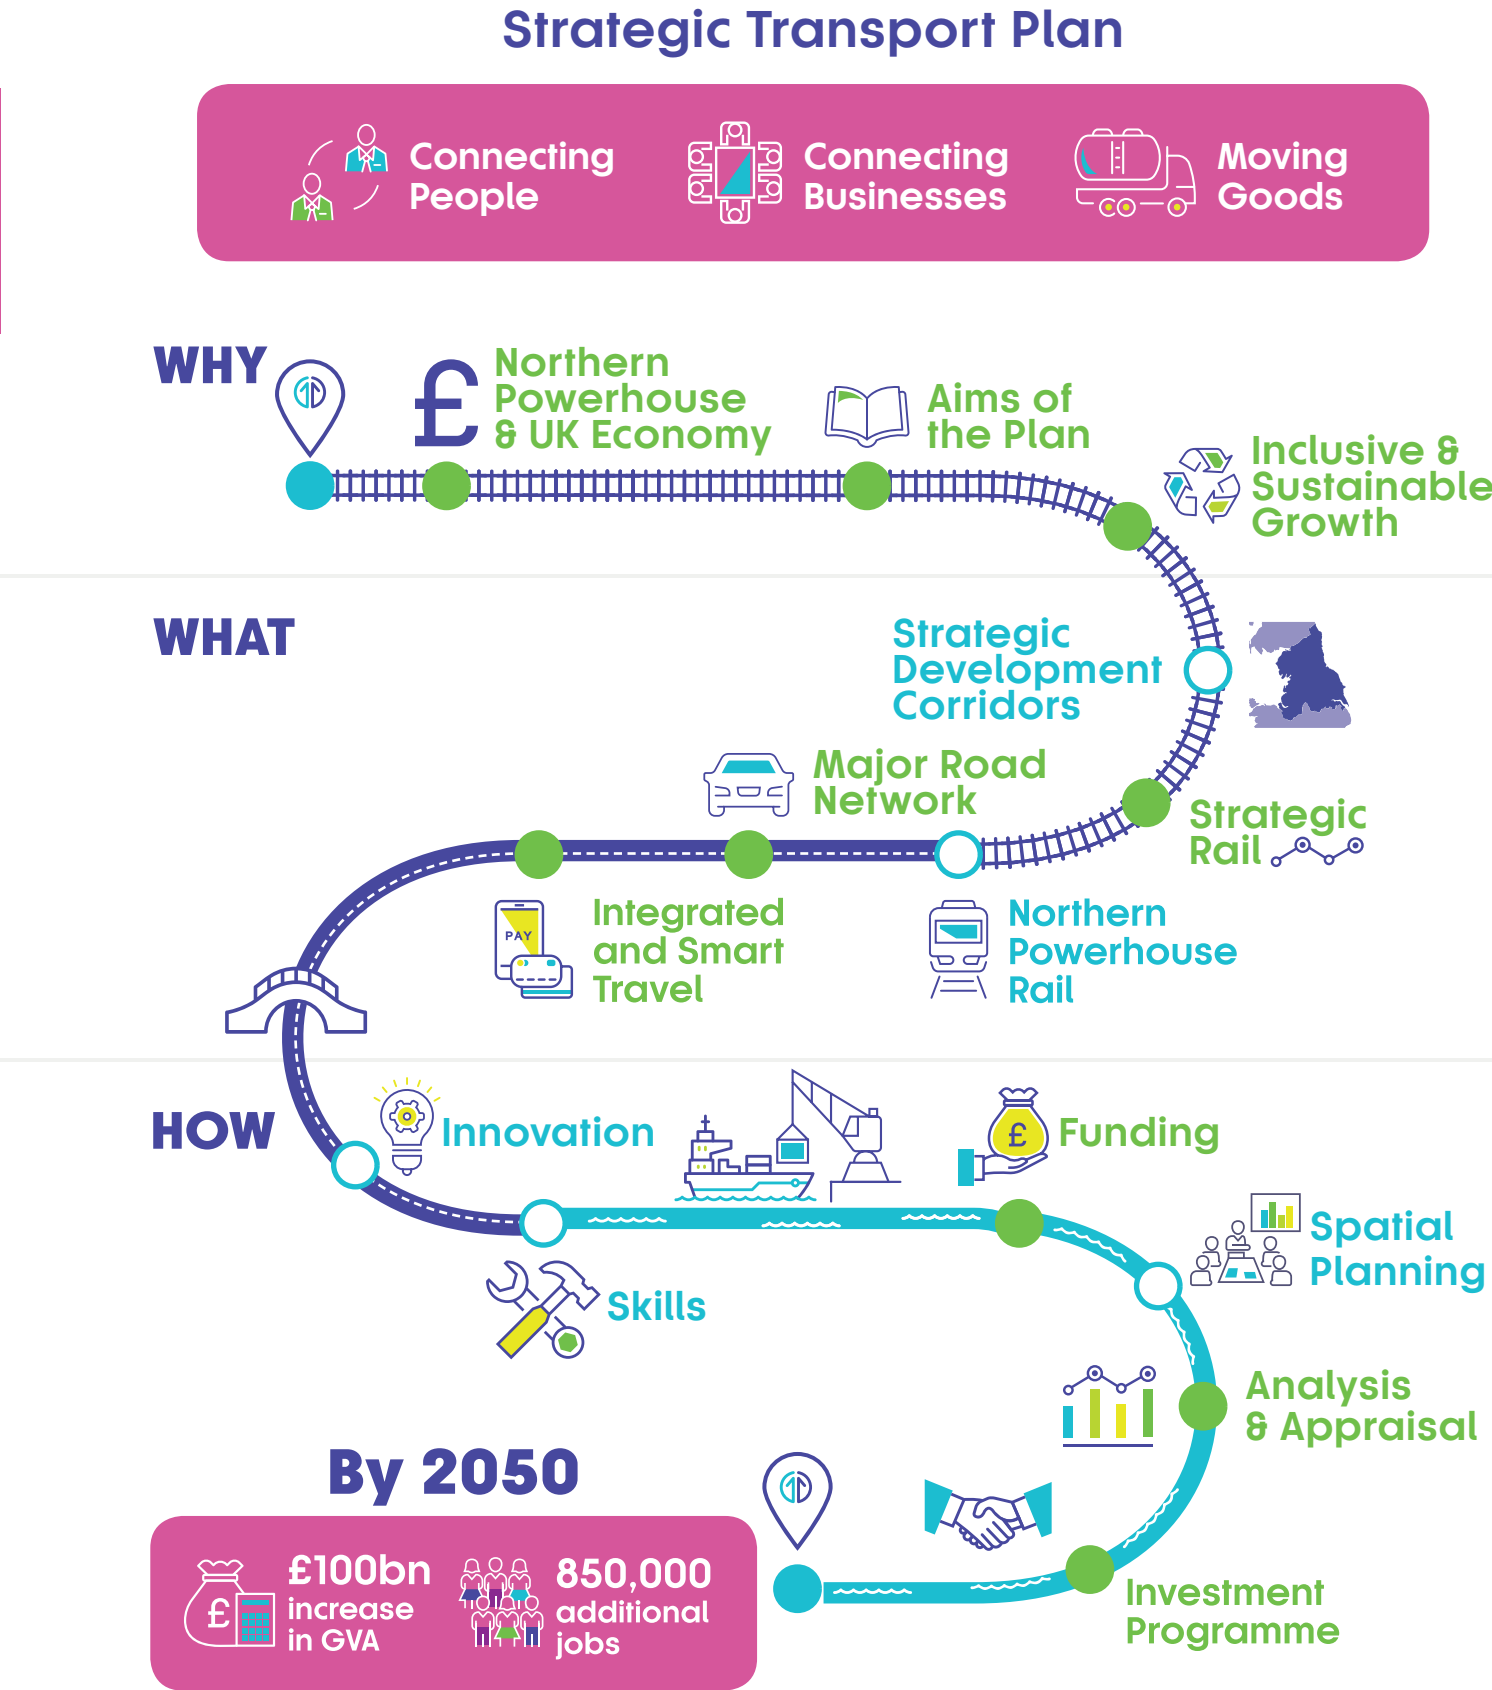 Strategic Transport Plan
Connecting
People
Connecting
Businesses
Moving
Goods
WHY
£
Northern
Powerhouse
& UK Economy
Aims of
the Plan
Inclusive &
Sustainable
Growth
WHAT
Strategic
Development
Corridors
Strategic
Rail
Major Road
Network
Northern
Powerhouse
Rail
PAY
Integrated
and Smart
Travel
HOW
Innovation
Skills
£
Funding
Spatial
Planning
Analysis
& Appraisal
Investment
Programme
By 2050
£
£100bn
increase
in GVA
850,000
additional
jobs